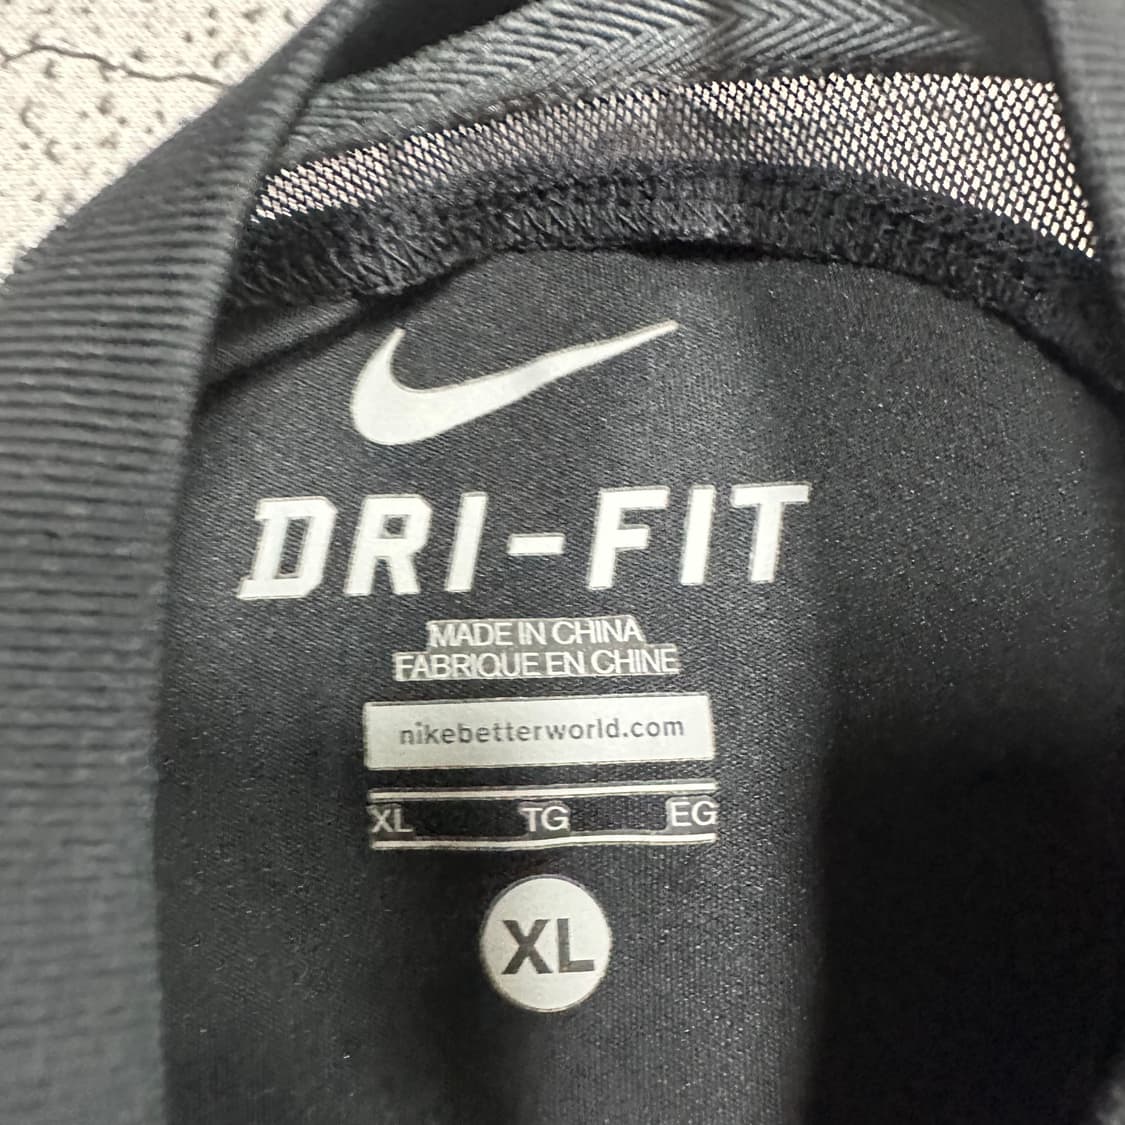 DRI-FIT
MADE IN CHINA
FABRIQUE EN CHINE
nikebetterworld.com
XL TG EG
XL